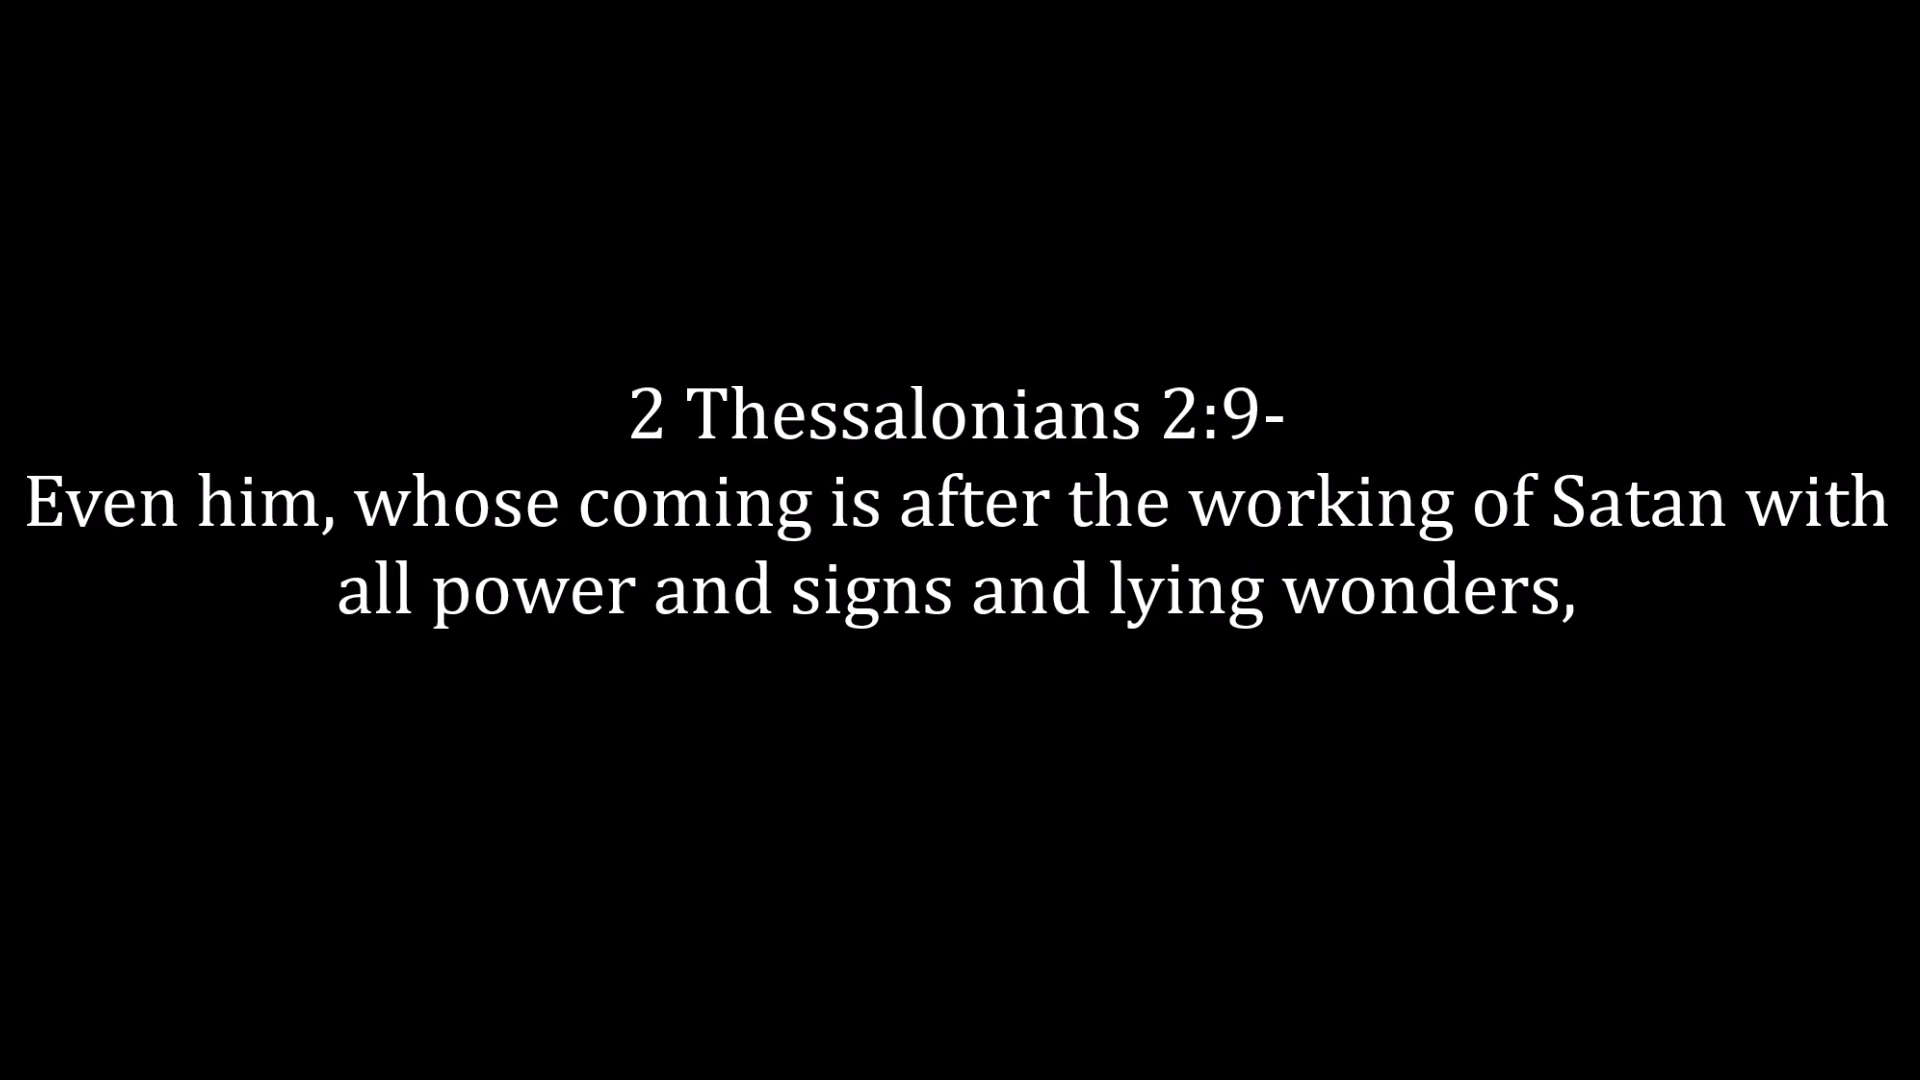 2 Thessalonians 2:9-
Even him, whose coming is after the working of Satan with
all power and signs and lying wonders,